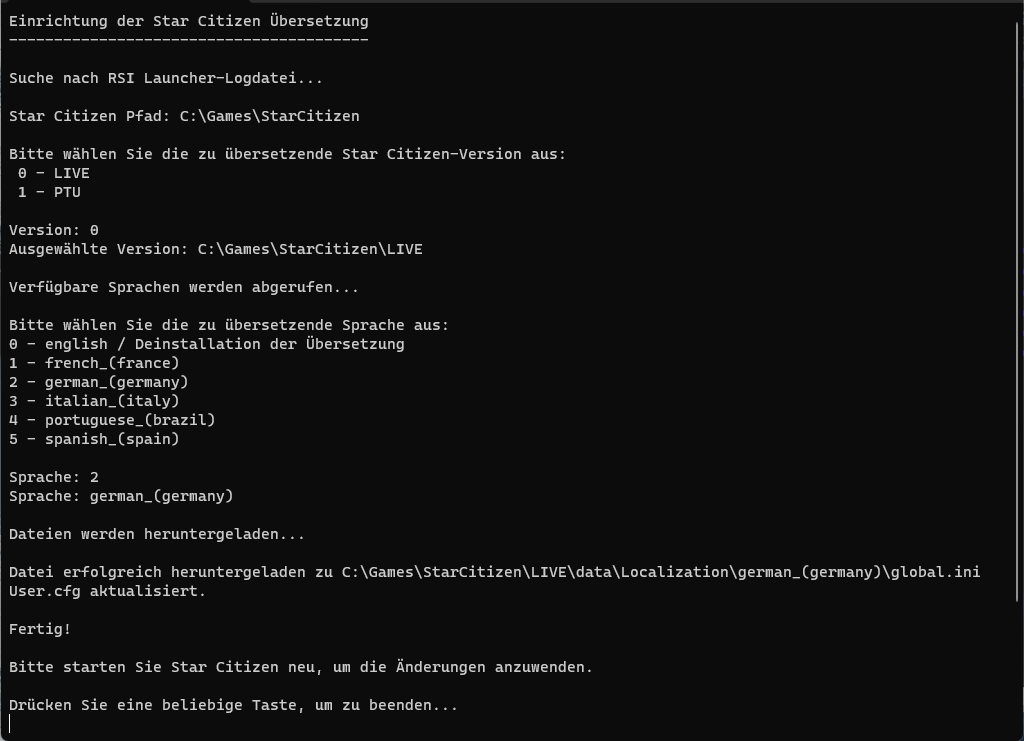 Einrichtung der Star Citizen Übersetzung
----------------------------------------
Suche nach RSI Launcher-Logdatei...
Star Citizen Pfad: C:\Games\StarCitizen
Bitte wählen Sie die zu übersetzende Star Citizen-Version aus:
0 - LIVE
1 - PTU
Version: 0
Ausgewählte Version: C:\Games\StarCitizen\LIVE
Verfügbare Sprachen werden abgerufen...
Bitte wählen Sie die zu übersetzende Sprache aus:
0 - english / Deinstallation der Übersetzung
1 - french_(france)
2 - german_(germany)
3 - italian_(italy)
4 - portuguese_(brazil)
5 - spanish_(spain)
Sprache: 2
Sprache: german_(germany)
Dateien werden heruntergeladen...
Datei erfolgreich heruntergeladen zu C:\Games\StarCitizen\LIVE\data\Localization\german_(germany)\global.ini
User.cfg aktualisiert.
Fertig!
Bitte starten Sie Star Citizen neu, um die Änderungen anzuwenden.
Drücken Sie eine beliebige Taste, um zu beenden...